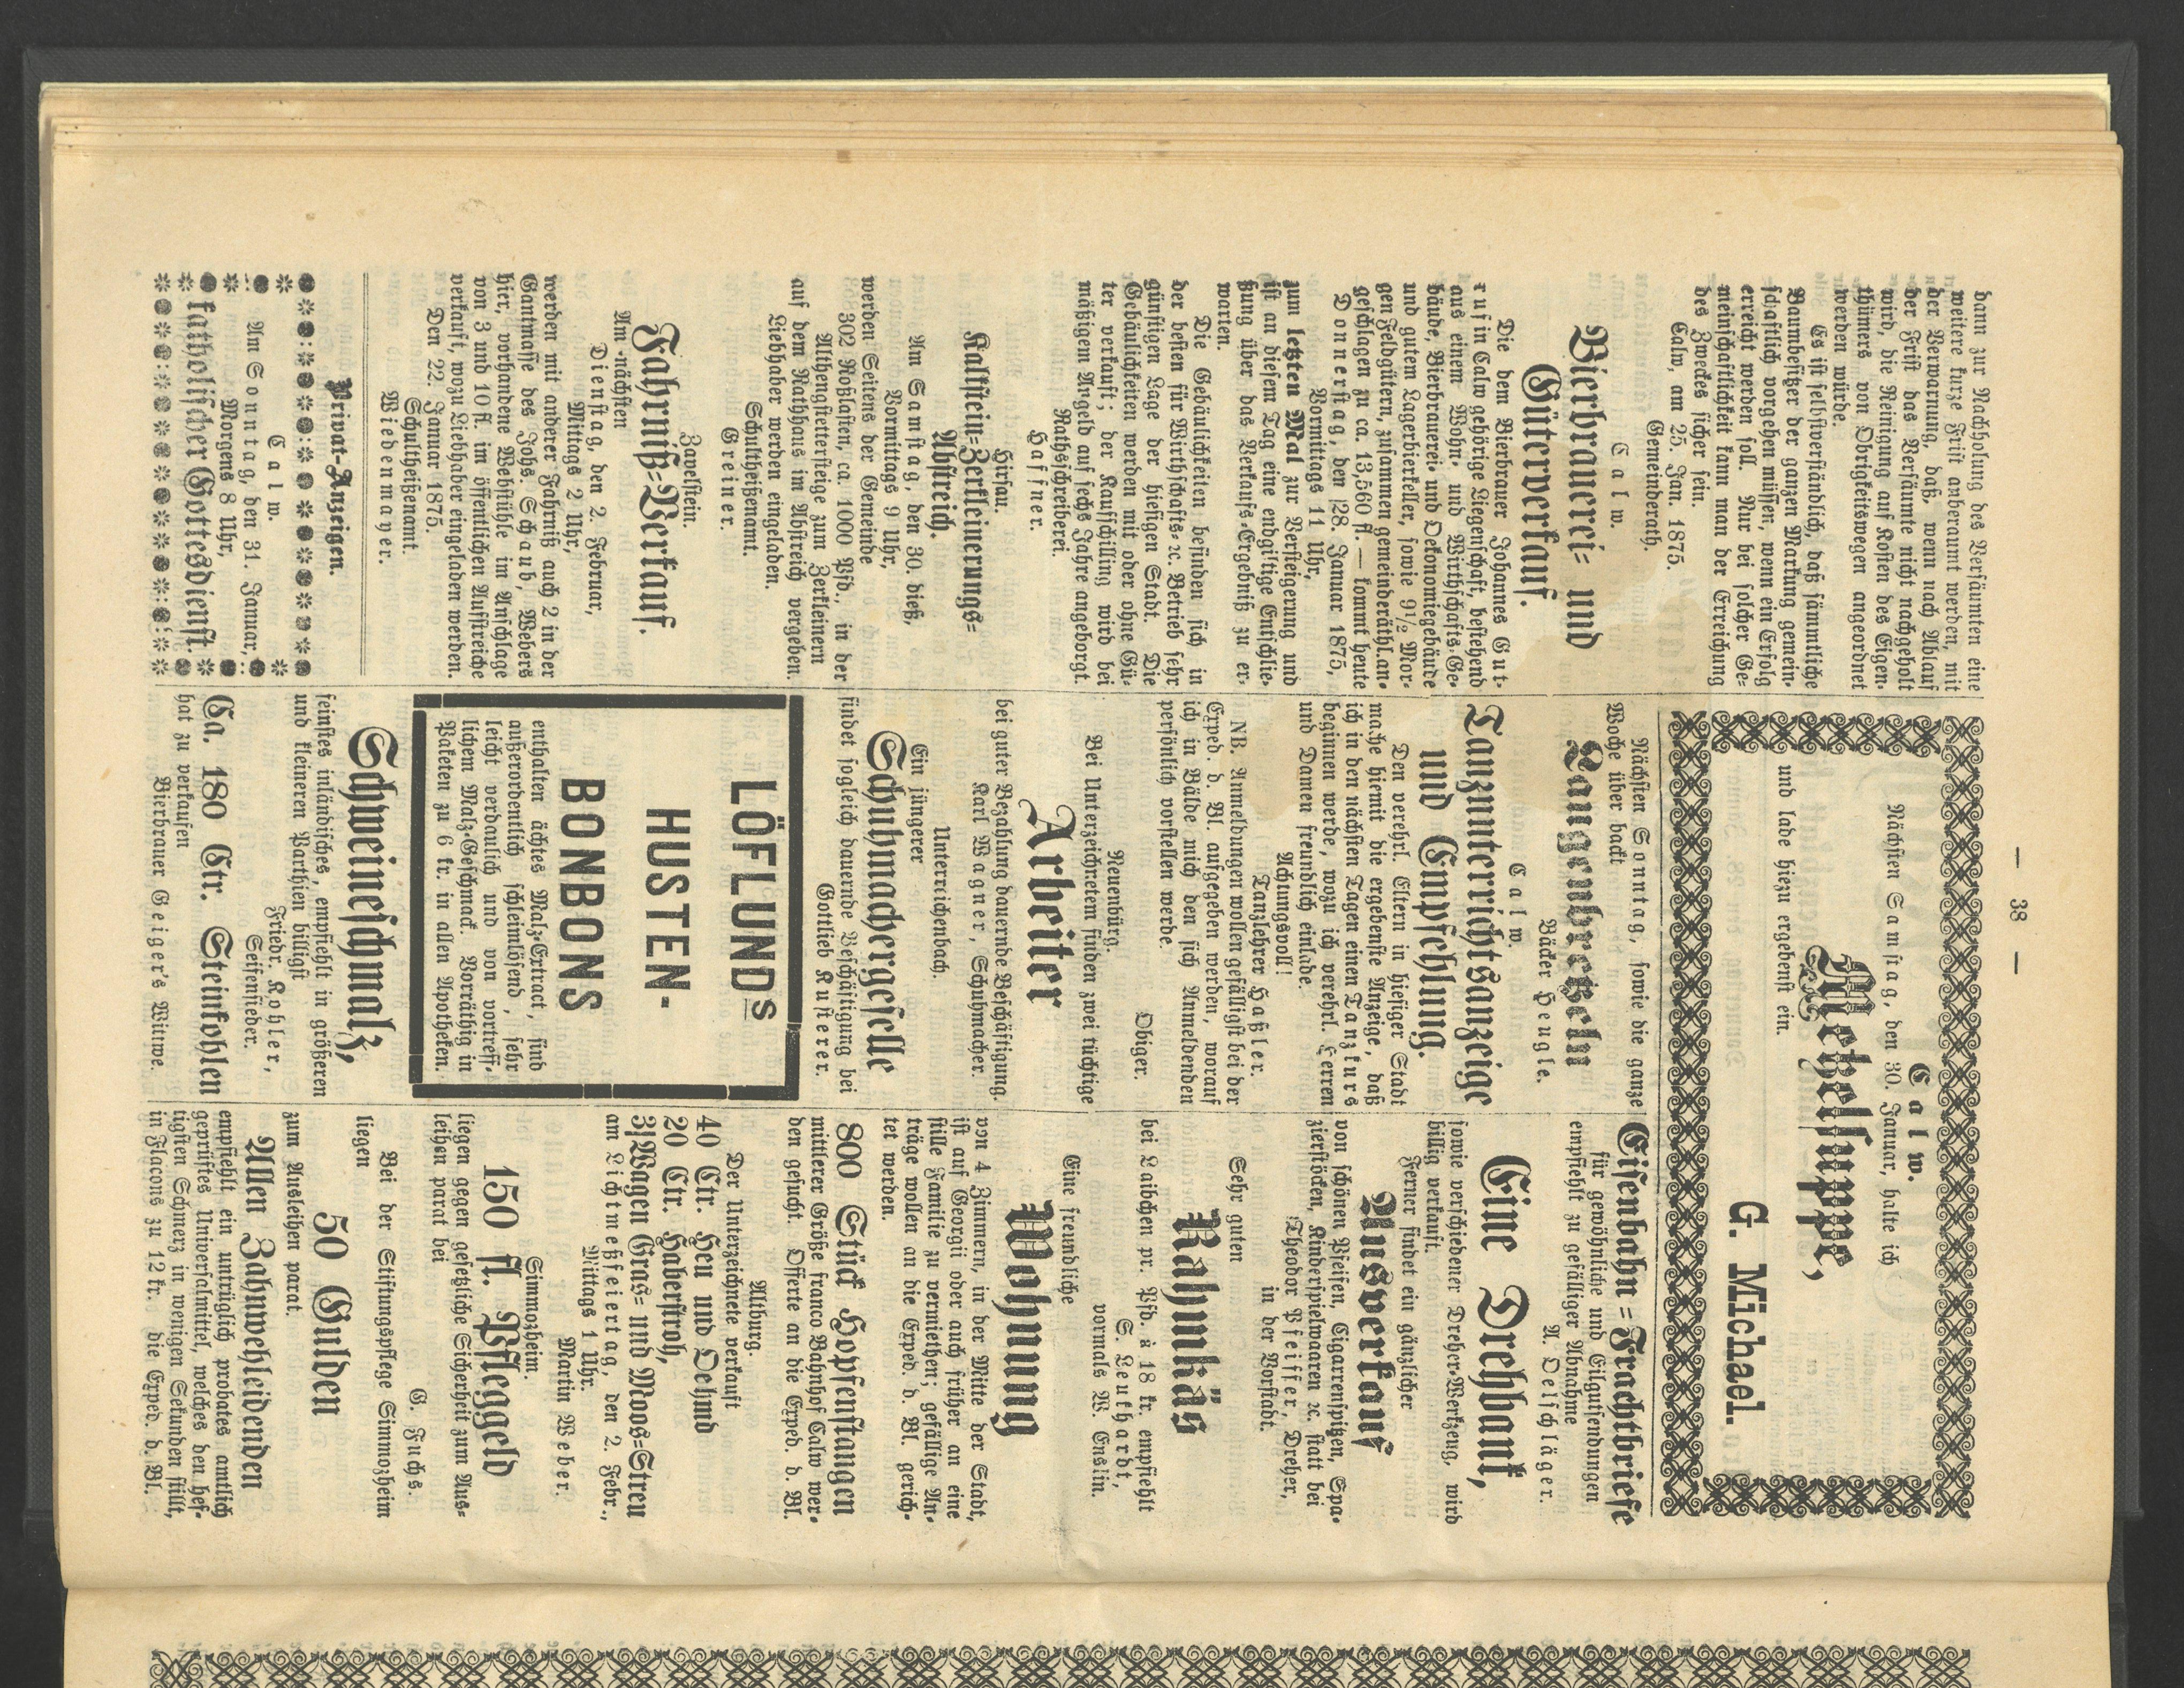 — 38 —
dann zur Nachholung des Versäumten eine
weitere kurze Frist anberaumt werden, mit
der Verwarnung, daß, wenn nach Ablauf
der Frist das Versäumte nicht nachgeholt
wird, die Reinigung auf Kosten des Eigen-
thümers von Obrigkeitswegen angeordnet
werden würde.
Es ist selbstverständlich, daß sämmtliche
Baumbesitzer der ganzen Markung gemein-
schaftlich vorgehen müssen, wenn ein Erfolg
erreicht werden soll. Nur bei solcher Ge-
meinschaftlichkeit kann man der Erreichung
des Zweckes sicher sein.
Calw, am 25. Jan. 1875.
Gemeinderath.
Calw.
Bierbrauerei- und
Güterverkauf.
Die dem Bierbrauer Johannes Gut-
ruf in Calw gehörige Liegenschaft, bestehend
aus einem Wohn- und Wirthschafts-Ge-
bäude, Bierbrauerei- und Oekonomiegebäude
und gutem Lagerbierkeller, sowie 9½ Mor-
gen Feldgütern, zusammen gemeinderäthl. an-
geschlagen zu ca. 13,560 fl. — kommt heute
Donnerstag, den 28. Januar 1875,
Vormittags 11 Uhr,
zum letzten Mal zur Versteigerung und
ist an diesem Tag eine endgiltige Entschlie-
ßung über das Verkaufs-Ergebniß zu er-
warten.
Die Gebäulichkeiten befinden sich in
der besten für Wirthschafts- ꝛc. Betrieb sehr
günstigen Lage der hiesigen Stadt. Die
Gebäulichkeiten werden mit oder ohne Gü-
ter verkauft; der Kaufschilling wird bei
mäßigem Angeld auf sechs Jahre angeborgt.
Rathsschreiberei.
Haffner.
Hirsau.
Kalkstein-Zerkleinerungs-
Abstreich.
Am Samstag, den 30. dieß,
Vormittags 9 Uhr,
werden Seitens der Gemeinde
302 Roßlasten, ca. 1000 Pfd., in der
Althengstetterſteige zum Zerkleinern
auf dem Rathhaus im Abstreich vergeben.
Liebhaber werden eingeladen.
Schultheißenamt.
Greiner.
Zavelstein.
Fahrniß-Verkauf.
Am nächsten
Dienstag, den 2. Februar,
Mittags 2 Uhr,
werden mit anderer Fahrniß auch 2 in der
Gantmasse des Johs. Schaub, Webers
hier, vorhandene Webstühle im Anschlage
von 3 und 10 fl. im öffentlichen Aufstreiche
verkauft, wozu Liebhaber eingeladen werden.
Den 22. Januar 1875.
Schultheißenamt.
Wiedenmayer.
Privat-Anzeigen.
Calw.
Am Sonntag, den 31. Januar,
Morgens 8 Uhr,
katholischer Gottesdienst.
Calw.
Nächsten Samstag, den 30. Januar, halte ich
Metzelsuppe,
und lade hiezu ergebenst ein.
G. Michael.
Nächsten Sonntag, sowie die ganze
Woche über backt
Laugenbretzeln
Bäcker Heugle.
Calw.
Tanzunterrichtsanzeige
und Empfehlung.
Den verehrl. Eltern in hiesiger Stadt
mache hiemit die ergebenste Anzeige, daß
ich in den nächsten Tagen einen Tanzkurs
beginnen werde, wozu ich verehrl. Herren
und Damen freundlich einlade.
Achtungsvoll!
Tanzlehrer Haßler.
NB. Anmeldungen wollen gefälligst bei der
Exped. d. Bl. aufgegeben werden, worauf
ich in Bälde mich den sich Anmeldenden
persönlich vorstellen werde.
Obiger.
Neuenbürg.
Bei Unterzeichnetem finden zwei tüchtige
Arbeiter
bei guter Bezahlung dauernde Beschäftigung.
Karl Wagner, Schuhmacher.
Unterreichenbach.
Ein jüngerer
Schuhmachergeselle
findet sogleich dauernde Beschäftigung bei
Gottlieb Kusterer.
LÖFLUNDS
HUSTEN-
BONBONS
enthalten ächtes Malz-Extract, sind
außerordentlich schleimlösend, sehr
leicht verdaulich und von vortreff-
lichem Malz-Geschmack. Vorräthig in
Paketen zu 6 kr. in allen Apotheken.
Schweineschmalz,
feinstes inländisches, empfiehlt in größeren
und kleineren Parthien billigst
Friedr. Kohler,
Seifensieder.
Ca. 180 Ctr. Steinkohlen
hat zu verkaufen
Bierbrauer Geiger's Wittwe.
Eisenbahn-Frachtbriefe
für gewöhnliche und Eilgutsendungen
empfiehlt zu gefälliger Abnahme
A. Oelschläger.
Eine Drehbank,
sowie verschiedener Dreher-Werkzeug, wird
billig verkauft.
Ferner findet ein gänzlicher
Ausverkauf
von schönen Pfeifen, Cigarrenspitzen, Spa-
zierstöcken, Kinderspielwaaren ꝛc. statt bei
Theodor Pfeiffer, Dreher,
in der Vorstadt.
Sehr guten
Rahmkäs
bei Laibchen pr. Pfd. à 18 kr. empfiehlt
S. Leukhardt,
vormals W. Enslin.
Eine freundliche
Wohnung
von 4 Zimmern, in der Mitte der Stadt,
ist auf Georgii oder auch früher an eine
stille Familie zu vermiethen; gefällige An-
träge wollen an die Exped. d. Bl. gerich-
tet werden.
800 Stück Hopfenstangen
mittlerer Größe franco Bahnhof Calw wer-
den gesucht. Offerte an die Exped. d. Bl.
Altburg.
Der Unterzeichnete verkauft
40 Ctr. Heu und Oehmd
20 Ctr. Haberstroh,
3 Wagen Gras- und Moos-Streu
am Lichtmeßfeiertag, den 2. Febr.,
Mittags 1 Uhr.
Martin Weber.
Simmozheim.
150 fl. Pfleggeld
liegen gegen gesetzliche Sicherheit zum Aus-
leihen parat bei
G. Fuchs.
Bei der Stiftungspflege Simmozheim
liegen
50 Gulden
zum Ausleihen parat.
Allen Zahnwehleidenden
empfiehlt ein untrüglich probates amtlich
geprüftes Universalmittel, welches den hef-
tigsten Schmerz in wenigen Sekunden stillt,
in Flacons zu 12 kr. die Exped. d. Bl.